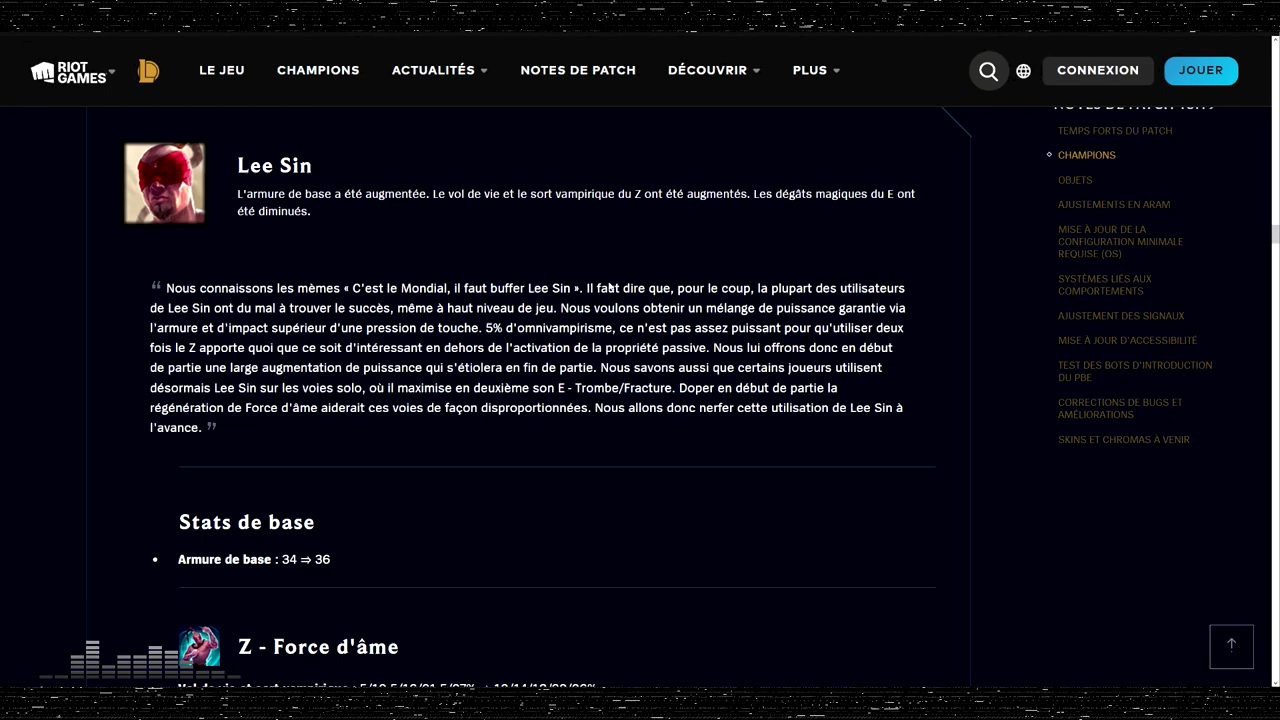 RIOT GAMES
LE JEU
CHAMPIONS
ACTUALITÉS
NOTES DE PATCH
DÉCOUVRIR
PLUS
CONNEXION
JOUER
Lee Sin
L'armure de base a été augmentée. Le vol de vie et le sort vampirique du Z ont été augmentés. Les dégâts magiques du E ont
été diminués.
“ Nous connaissons les mèmes « C'est le Mondial, il faut buffer Lee Sin ». Il faut dire que, pour le coup, la plupart des utilisateurs
de Lee Sin ont du mal à trouver le succès, même à haut niveau de jeu. Nous voulons obtenir un mélange de puissance garantie via
l'armure et d'impact supérieur d'une pression de touche. 5% d'omnivampirisme, ce n'est pas assez puissant pour qu'utiliser deux
fois le Z apporte quoi que ce soit d'intéressant en dehors de l'activation de la propriété passive. Nous lui offrons donc en début
de partie une large augmentation de puissance qui s'étiolera en fin de partie. Nous savons aussi que certains joueurs utilisent
désormais Lee Sin sur les voies solo, où il maximise en deuxième son E - Trombe/Fracture. Doper en début de partie la
régénération de Force d'âme aiderait ces voies de façon disproportionnées. Nous allons donc nerfer cette utilisation de Lee Sin à
l'avance. ”
Stats de base
• Armure de base : 34 ⇒ 36
Z - Force d'âme
TEMPS FORTS DU PATCH
CHAMPIONS
OBJETS
AJUSTEMENTS EN ARAM
MISE À JOUR DE LA
CONFIGURATION MINIMALE
REQUISE (OS)
SYSTÈMES LIÉS AUX
COMPORTEMENTS
AJUSTEMENT DES SIGNAUX
MISE À JOUR D'ACCESSIBILITÉ
TEST DES BOTS D'INTRODUCTION
DU PBE
CORRECTIONS DE BUGS ET
AMÉLIORATIONS
SKINS ET CHROMAS À VENIR